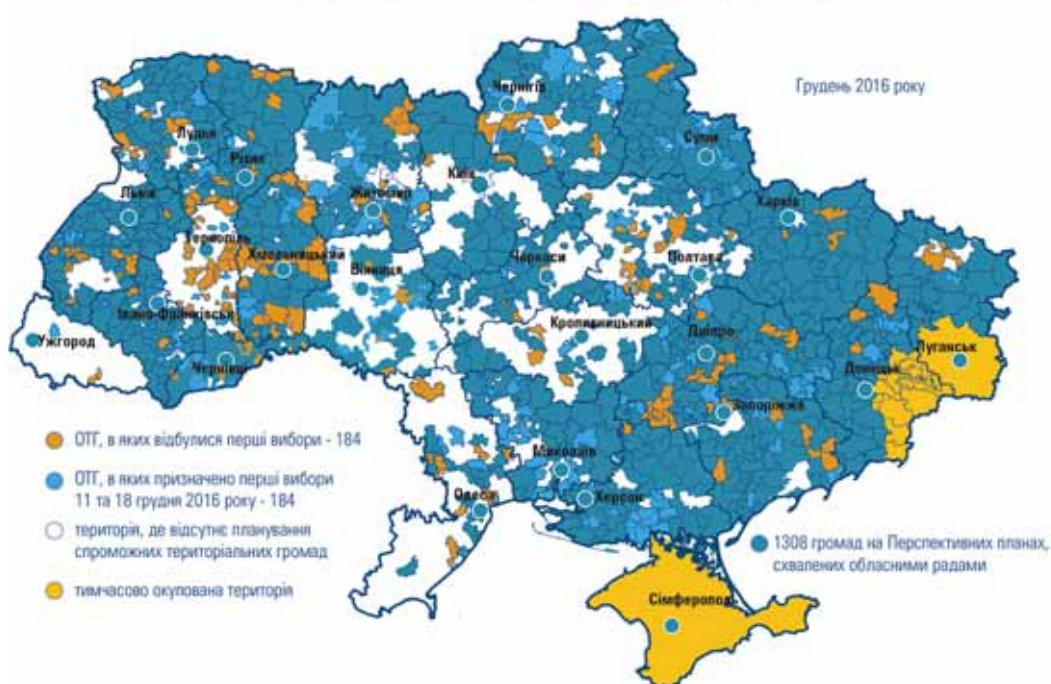 Грудень 2016 року
Чернігів
Суми
Луцьк
Рівне
Київ
Житомир
Львів
Харків
Тернопіль
Хмельницький
Вінниця
Черкаси
Полтава
Івано-Франківськ
Кропивницький
Ужгород
Дніпро
Луганськ
Чернівці
Донецьк
Запоріжжя
ОТГ, в яких відбулися перші вибори - 184
Миколаїв
ОТГ, в яких призначено перші вибори
11 та 18 грудня 2016 року - 184
Одеса
Херсон
територія, де відсутнє планування
спроможних територіальних громад
1308 громад на Перспективних планах,
схвалених обласними радами
тимчасово окупована територія
Сімферополь